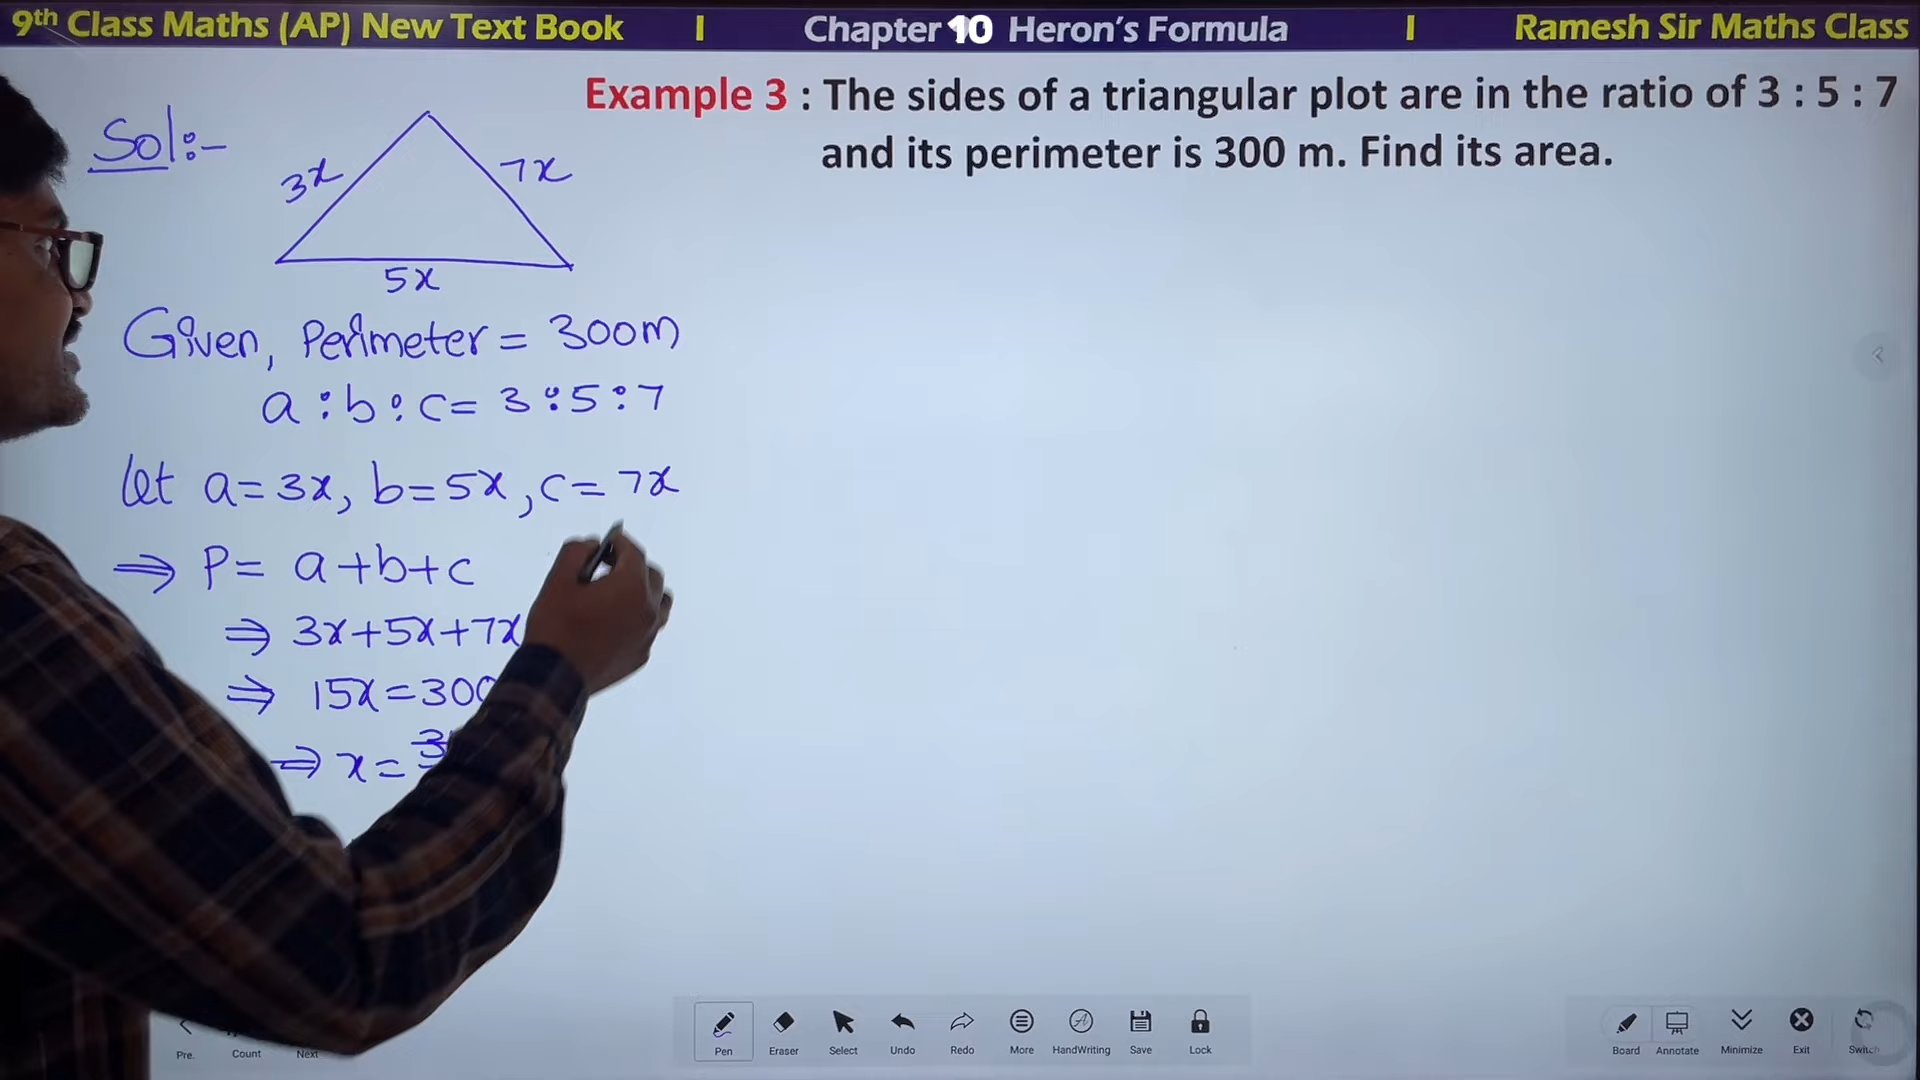 9th Class Maths (AP) New Text Book | Chapter 10 Heron's Formula | Ramesh Sir Maths Class
Example 3 : The sides of a triangular plot are in the ratio of 3 : 5 : 7
and its perimeter is 300 m. Find its area.
Sol:-
3x
7x
5x
Given, Perimeter = 300m
a : b : c = 3 : 5 : 7
let a = 3x, b = 5x, c = 7x
⇒ P = a+b+c
⇒ 3x+5x+7x
⇒ 15x = 300
⇒ x =
Pre.
Count
Next
Pen
Eraser
Select
Undo
Redo
More
HandWriting
Save
Lock
Board
Annotate
Minimize
Exit
Switch